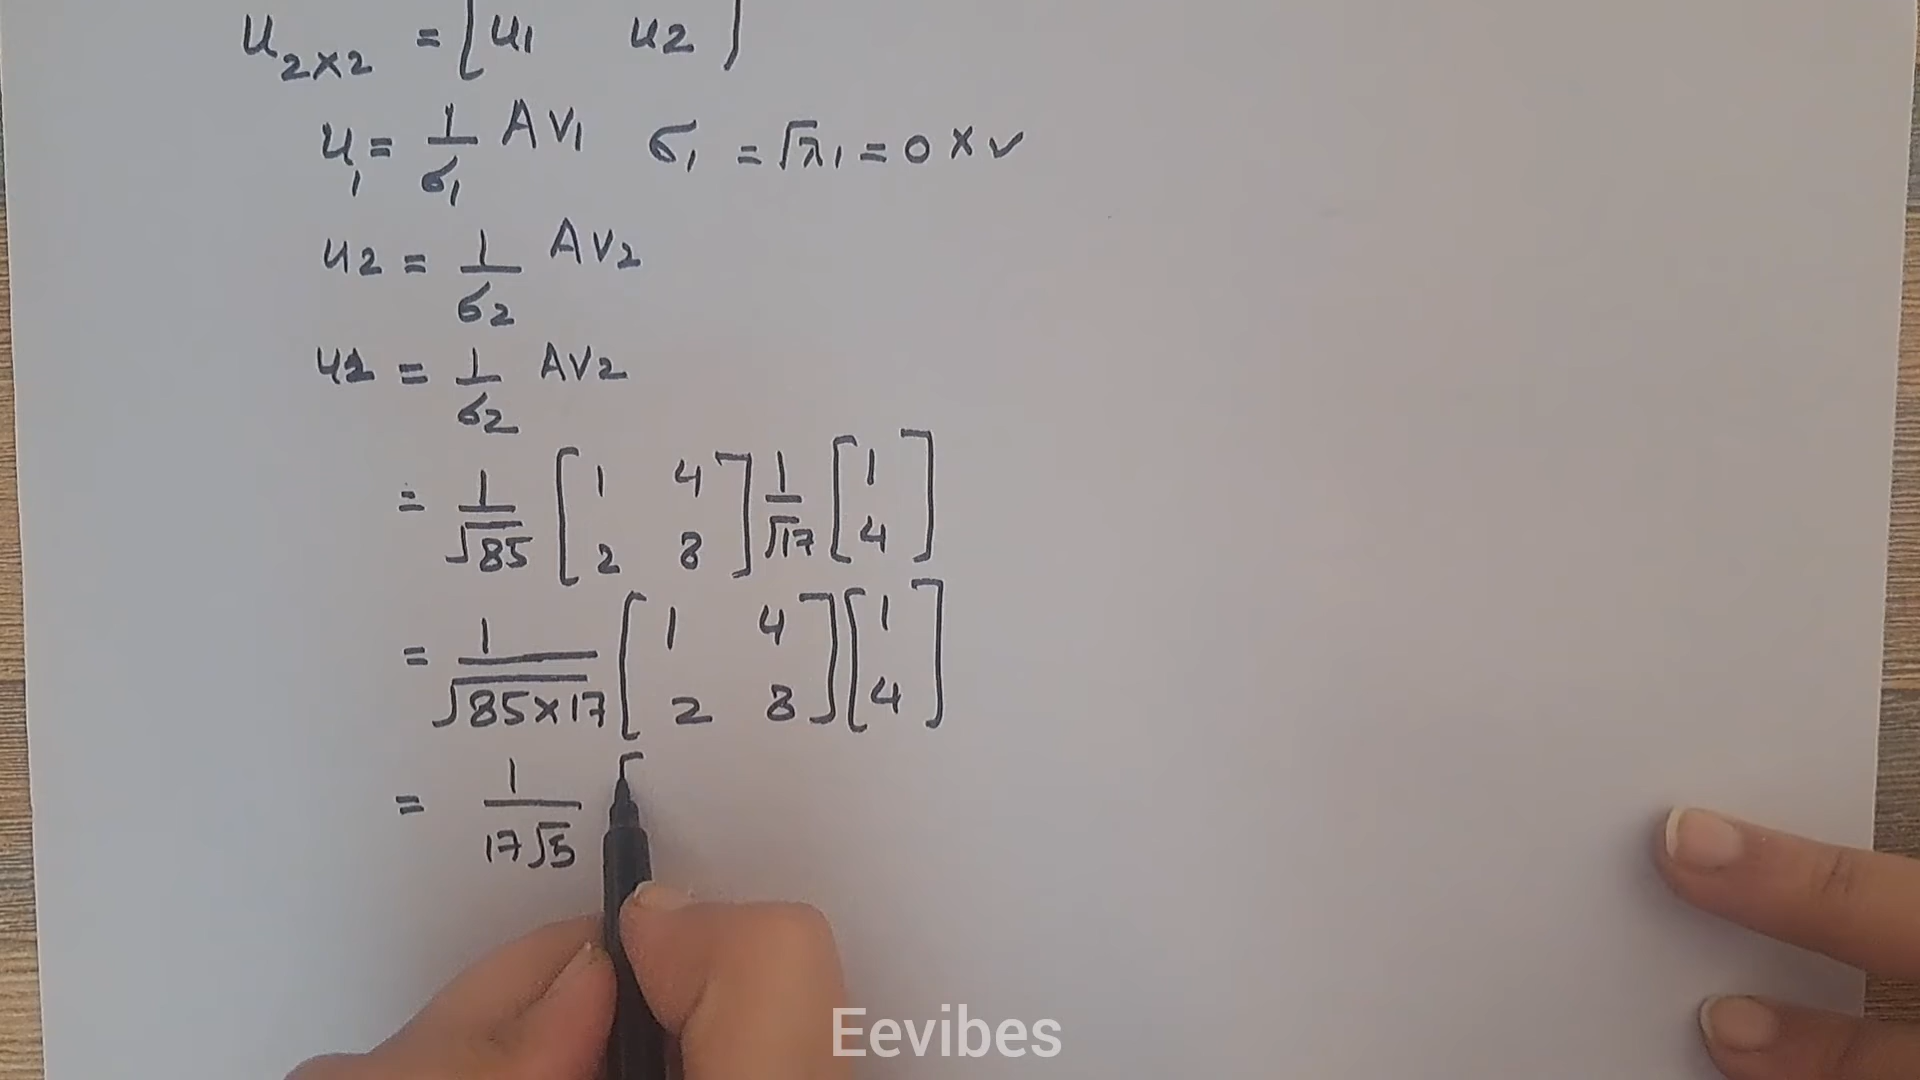 U2×2 = [u1 u2]
u1 = 1/σ1 AV1 σ1 = √λ1 = 0 × ✓
u2 = 1/σ2 AV2
u2 = 1/σ2 AV2
= 1/√85 [1 4; 2 8] 1/√17 [1; 4]
= 1/√85×17 [1 4; 2 8] [1; 4]
= 1/17√5 [
Eevibes